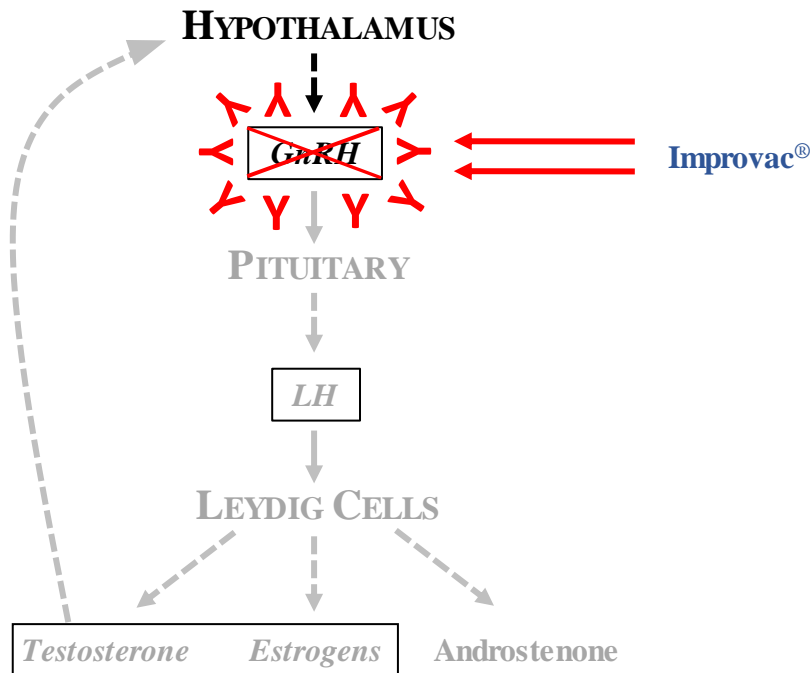 HYPOTHALAMUS
GnRH
Improvac®
PITUITARY
LH
LEYDIG CELLS
Testosterone Estrogens Androstenone